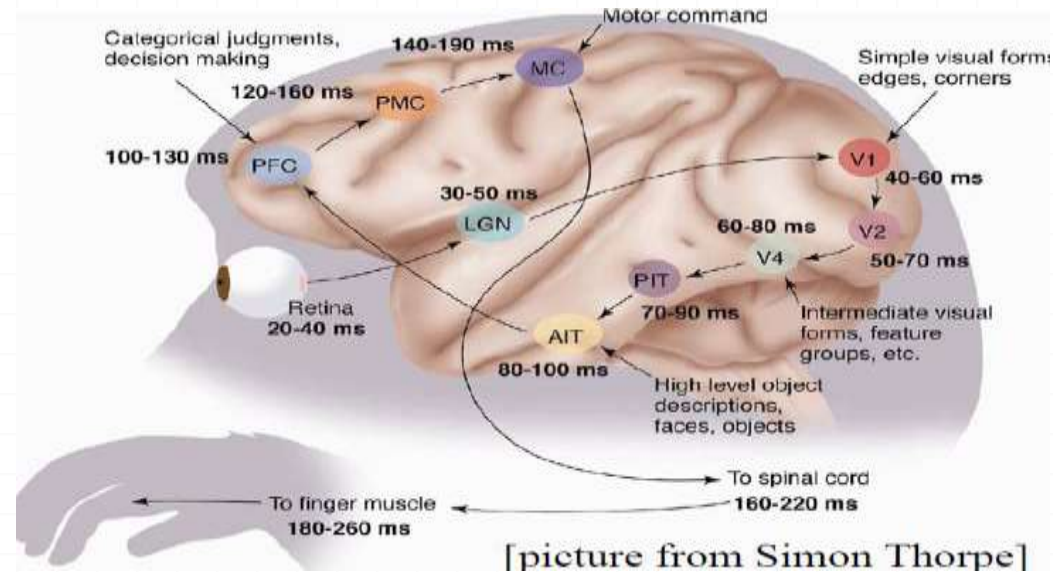 Motor command
Categorical judgments,
decision making
140-190 ms
MC
Simple visual forms
edges, corners
120-160 ms
PMC
100-130 ms
PFC
V1
40-60 ms
30-50 ms
LGN
60-80 ms
V2
V4
50-70 ms
PIT
70-90 ms
Retina
20-40 ms
AIT
80-100 ms
Intermediate visual
forms, feature
groups, etc.
High level object
descriptions,
faces, objects
To spinal cord
160-220 ms
To finger muscle
180-260 ms
[picture from Simon Thorpe]